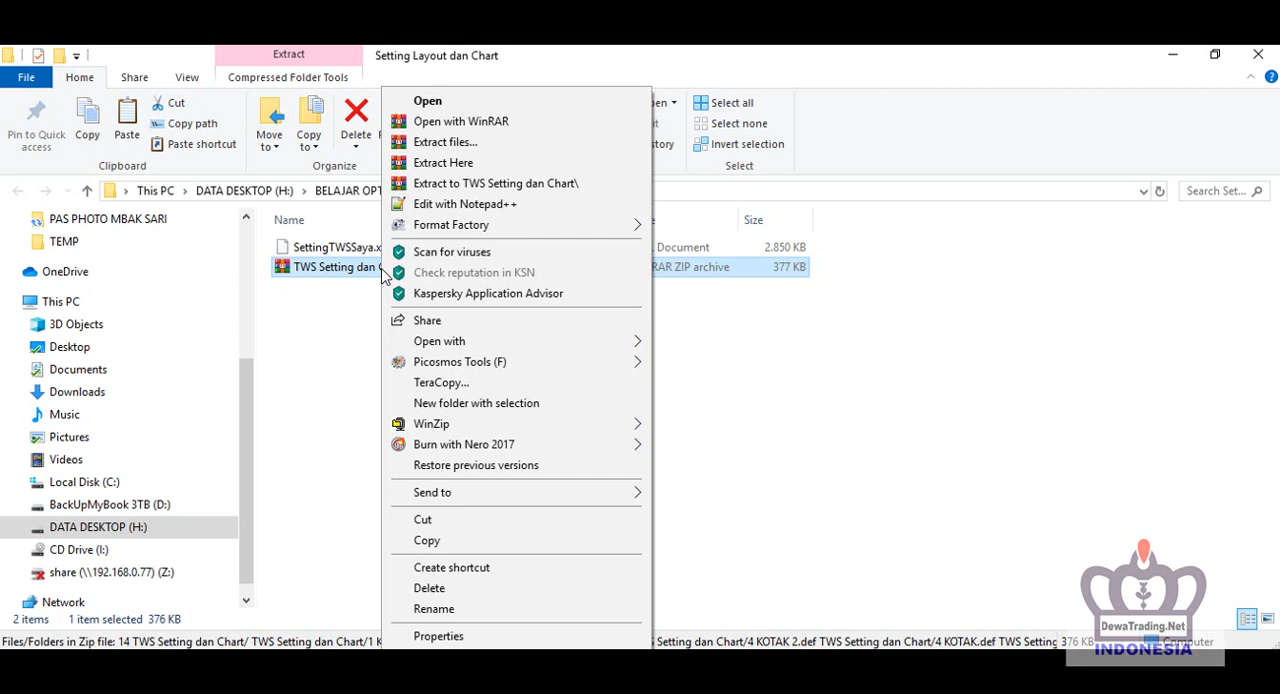 Extract
Setting Layout dan Chart
File
Home
Share
View
Compressed Folder Tools
Pin to Quick access
Copy
Paste
Cut
Copy path
Paste shortcut
Clipboard
Move to
Copy to
Delete
Organize
Select all
Select none
Invert selection
Select
This PC
DATA DESKTOP (H:)
BELAJAR OPT
Search Set...
PAS PHOTO MBAK SARI
TEMP
OneDrive
This PC
3D Objects
Desktop
Documents
Downloads
Music
Pictures
Videos
Local Disk (C:)
BackUpMyBook 3TB (D:)
DATA DESKTOP (H:)
CD Drive (I:)
share (\\192.168.0.77) (Z:)
Network
Name
Size
SettingTWSSaya.x
Document
2.850 KB
TWS Setting dan C
RAR ZIP archive
377 KB
Open
Open with WinRAR
Extract files...
Extract Here
Extract to TWS Setting dan Chart\
Edit with Notepad++
Format Factory
Scan for viruses
Check reputation in KSN
Kaspersky Application Advisor
Share
Open with
Picosmos Tools (F)
TeraCopy...
New folder with selection
WinZip
Burn with Nero 2017
Restore previous versions
Send to
Cut
Copy
Create shortcut
Delete
Rename
Properties
2 items
1 item selected 376 KB
Files/Folders in Zip file: 14 TWS Setting dan Chart/ TWS Setting dan Chart/1 K
Setting dan Chart/4 KOTAK 2.def TWS Setting dan Chart/4 KOTAK.def TWS Setting
376 KB
Computer
DewaTrading.Net
INDONESIA